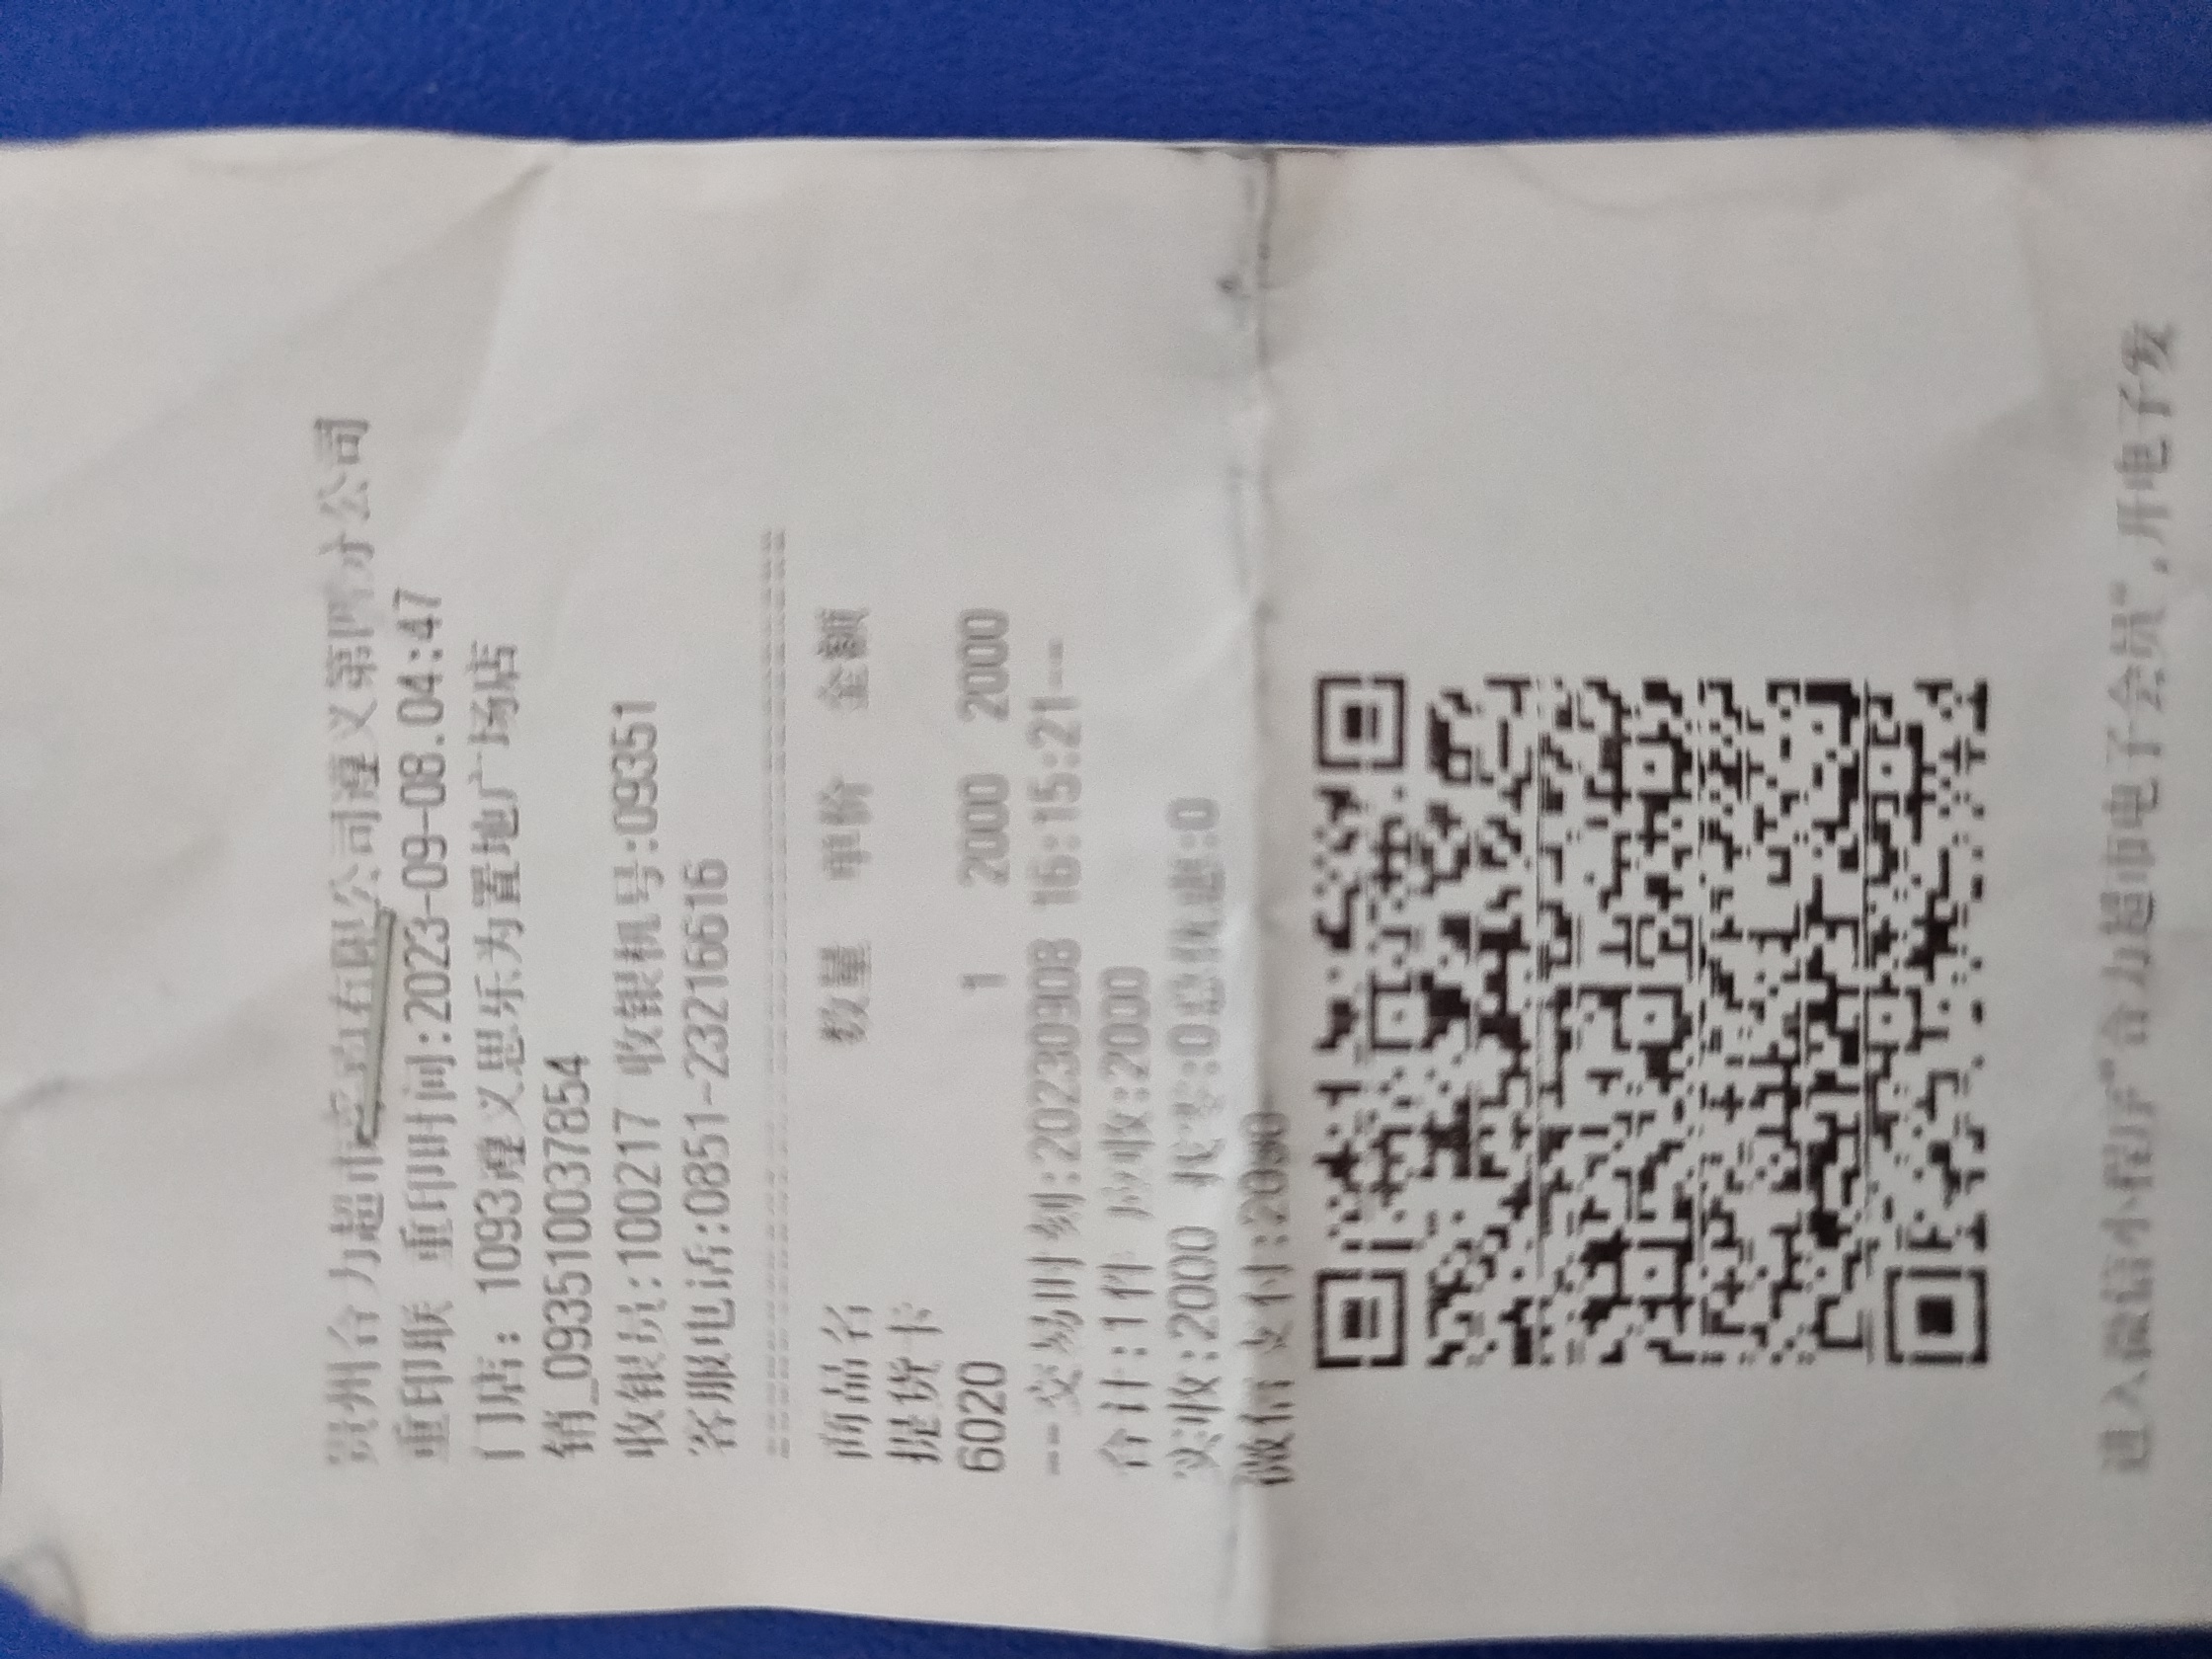 贵州合力超市采购有限公司遵义第四分公司
重印联 重印时间:2023-09-08.04:47
门店: 1093遵义思乐为置地广场店
销_0935100378​54
收银员:100217 收银机号:09351
客服电话:0851-23216616
商品名 数量 单价 金额
提货卡
6020 1 2000 2000
--交易时刻:20230908 16:15:21--
合计:1件 应收:2000
实收:2000 找零:0总优惠:0
微信支付:2000
进入微信小程序"合力超市电子会员",开电子发